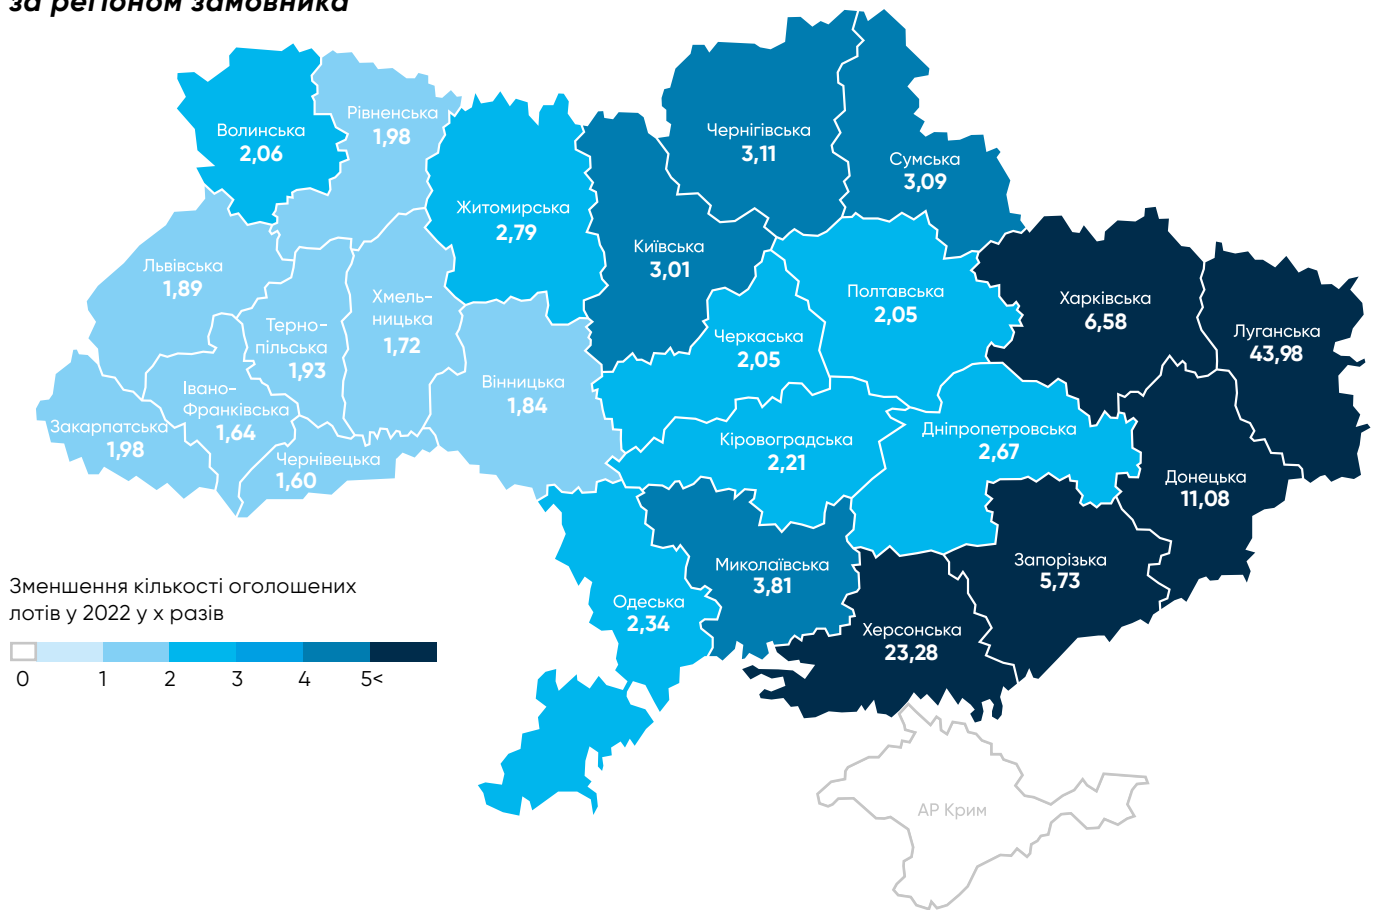 за регіоном замовника
Волинська
2,06
Рівненська
1,98
Житомирська
2,79
Київська
3,01
Чернігівська
3,11
Сумська
3,09
Львівська
1,89
Терно-
пільська
1,93
Хмель-
ницька
1,72
Вінницька
1,84
Черкаська
2,05
Полтавська
2,05
Харківська
6,58
Луганська
43,98
Закарпатська
1,98
Івано-
Франківська
1,64
Чернівецька
1,60
Кіровоградська
2,21
Дніпропетровська
2,67
Донецька
11,08
Одеська
2,34
Миколаївська
3,81
Херсонська
23,28
Запорізька
5,73
АР Крим
Зменшення кількості оголошених
лотів у 2022 у х разів
0 1 2 3 4 5<